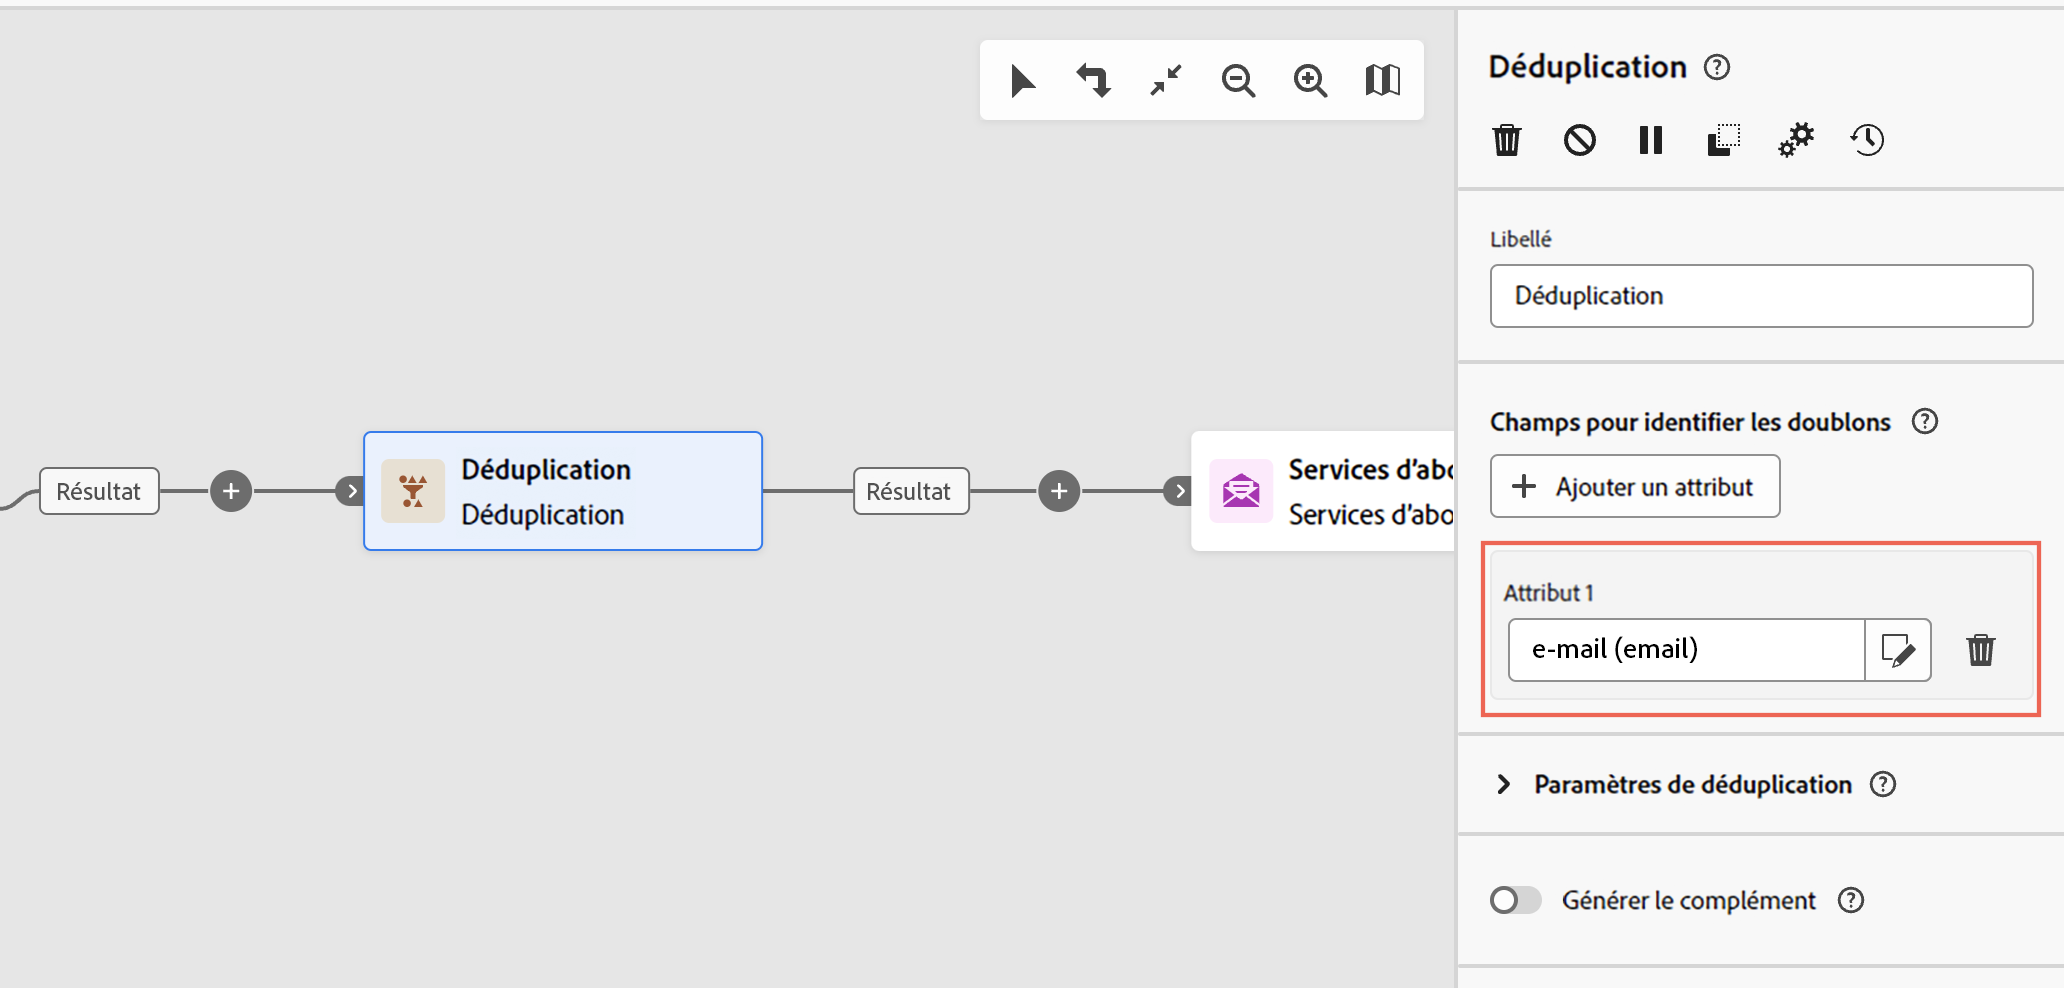 Déduplication
Libellé
Déduplication
Champs pour identifier les doublons
Ajouter un attribut
Attribut 1
e-mail (email)
Paramètres de déduplication
Générer le complément
Résultat
Déduplication
Déduplication
Résultat
Services d'abo
Services d'abo